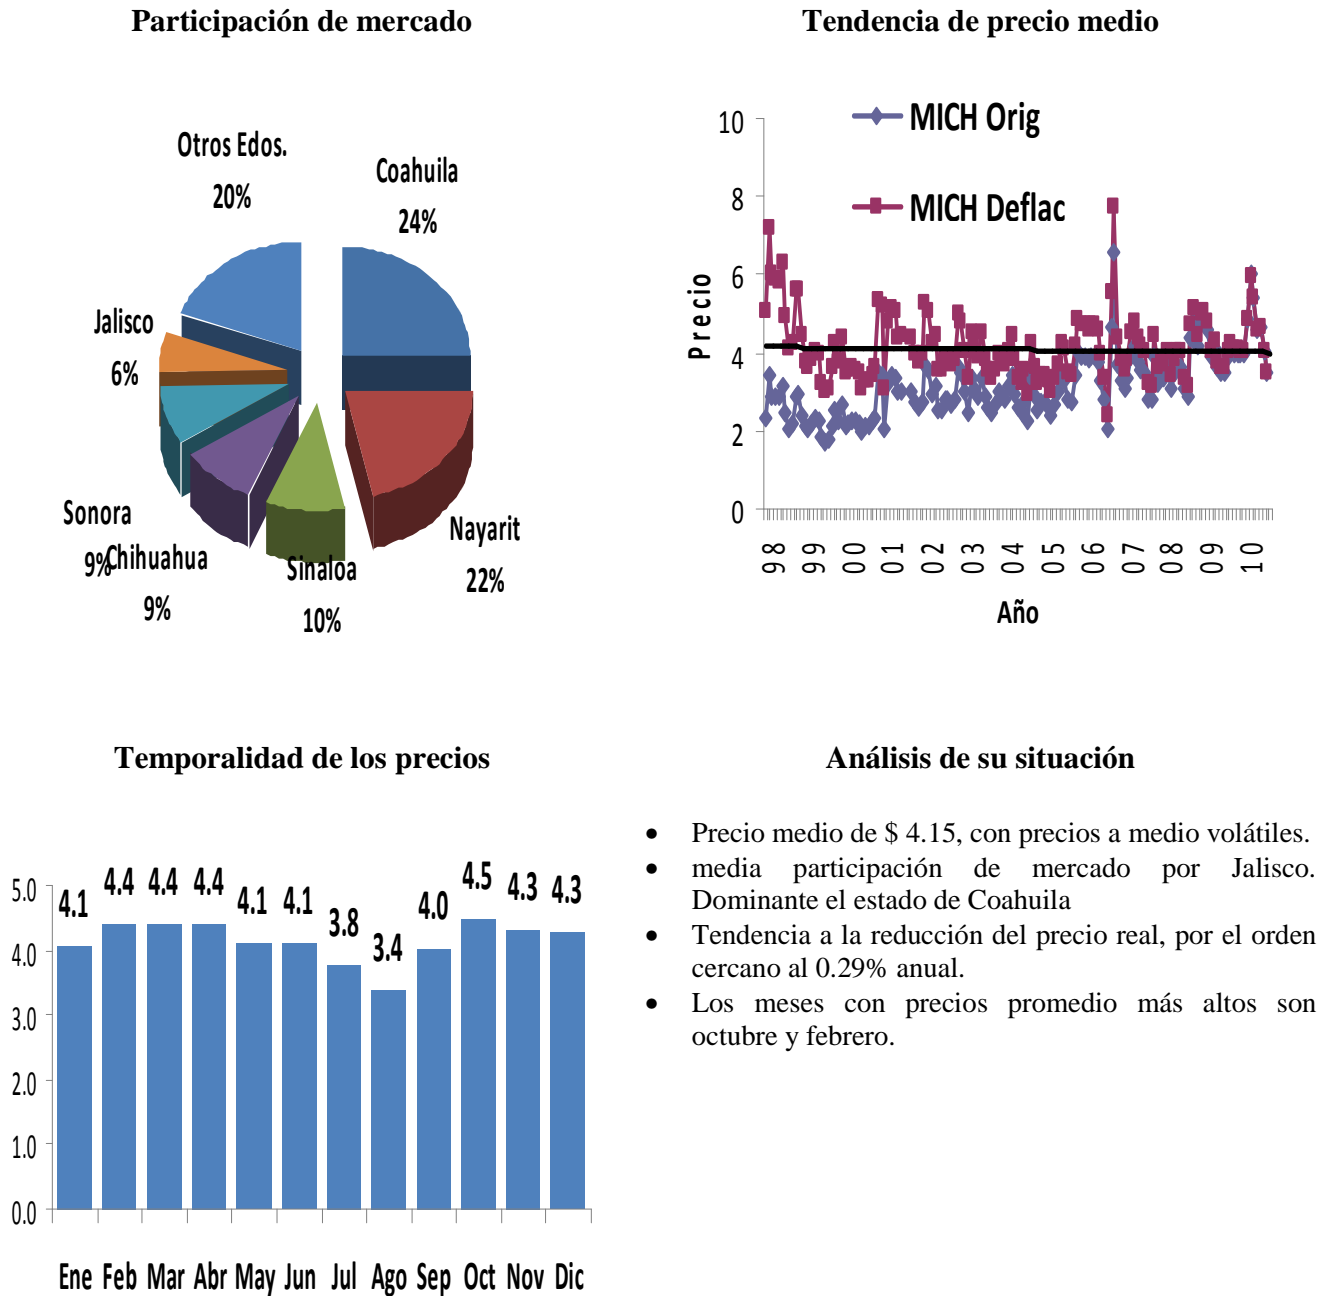 Participación de mercado
Otros Edos.
20%
Coahuila
24%
Jalisco
6%
Sonora
9%
Chihuahua
9%
Sinaloa
10%
Nayarit
22%
Tendencia de precio medio
MICH Orig
MICH Deflac
10
8
6
4
2
0
Precio
98
99
00
01
02
03
04
05
06
07
08
09
10
Año
Temporalidad de los precios
5.0
4.0
3.0
2.0
1.0
0.0
4.1
4.4
4.4
4.4
4.1
4.1
3.8
3.4
4.0
4.5
4.3
4.3
Ene Feb Mar Abr May Jun Jul Ago Sep Oct Nov Dic
Análisis de su situación
• Precio medio de $ 4.15, con precios a medio volátiles.
• media participación de mercado por Jalisco.
Dominante el estado de Coahuila
• Tendencia a la reducción del precio real, por el orden
cercano al 0.29% anual.
• Los meses con precios promedio más altos son
octubre y febrero.